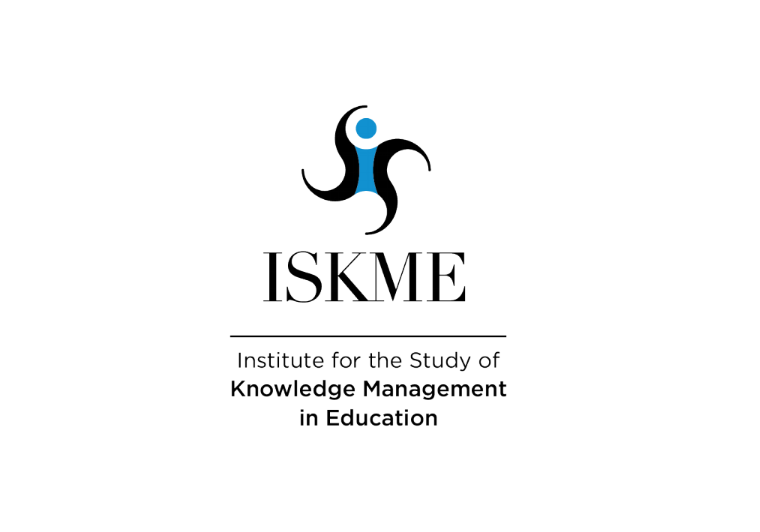 ISKME
Institute for the Study of
Knowledge Management
in Education